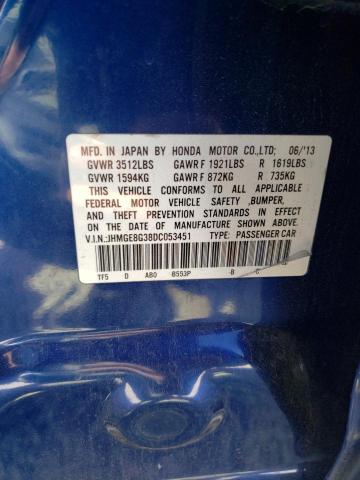 MFD. IN JAPAN BY HONDA MOTOR CO.,LTD; 06/'13
GVWR 3512LBS GAWR F 1921LBS R 1619LBS
GVWR 1594KG GAWR F 872KG R 735KG
THIS VEHICLE CONFORMS TO ALL APPLICABLE
FEDERAL MOTOR VEHICLE SAFETY ,BUMPER,
AND THEFT PREVENTION STANDARDS IN EFFECT
ON THE DATE OF MANUFACTURE SHOWN ABOVE.
V.I.N.:JHMGE8G38DC053451 TYPE: PASSENGER CAR
TF5 D AB0 B553P -B C